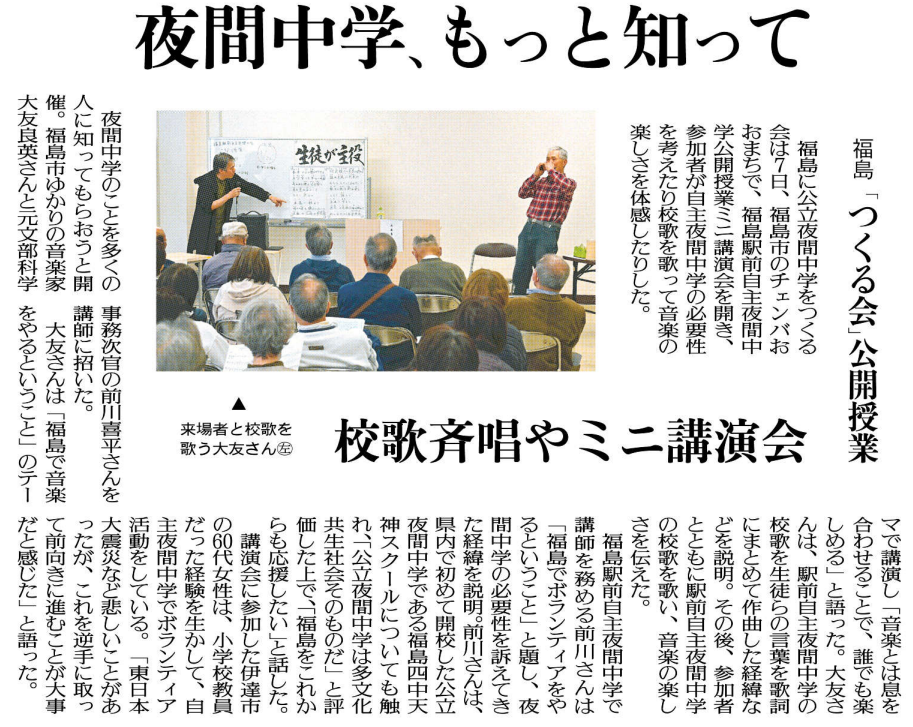 夜間中学、もっと知って
福島「つくる会」公開授業
校歌斉唱やミニ講演会
福島に公立夜間中学をつくる
会は7日、福島市のチェンバお
おまちで、福島駅前自主夜間中
学公開授業ミニ講演会を開き、
参加者が自主夜間中学の必要性
を考えたり校歌を歌って音楽の
楽しさを体感したりした。
生徒が主役
▲
来場者と校歌を
歌う大友さん㊧
夜間中学のことを多くの
人に知ってもらおうと開
催。福島市ゆかりの音楽家
大友良英さんと元文部科学
事務次官の前川喜平さんを
講師に招いた。
大友さんは「福島で音楽
をやるということ」のテー
マで講演し「音楽とは息を
合わせることで、誰でも楽
しめる」と語った。大友さ
んは、駅前自主夜間中学の
校歌を生徒らの言葉を歌詞
にまとめて作曲した経緯な
どを説明。その後、参加者
とともに駅前自主夜間中学
の校歌を歌い、音楽の楽し
さを伝えた。
福島駅前自主夜間中学で
講師を務める前川さんは
「福島でボランティアをや
るということ」と題し、夜
間中学の必要性を訴えてき
た経緯を説明。前川さんは、
県内で初めて開校した公立
夜間中学である福島四中天
神スクールについても触
れ、「公立夜間中学は多文化
共生社会そのものだ」と評
価した上で、「福島をこれか
らも応援したい」と話した。
講演会に参加した伊達市
の60代女性は、小学校教員
だった経験を生かして、自
主夜間中学でボランティア
活動をしている。「東日本
大震災など悲しいことがあ
ったが、これを逆手に取っ
て前向きに進むことが大事
だと感じた」と語った。